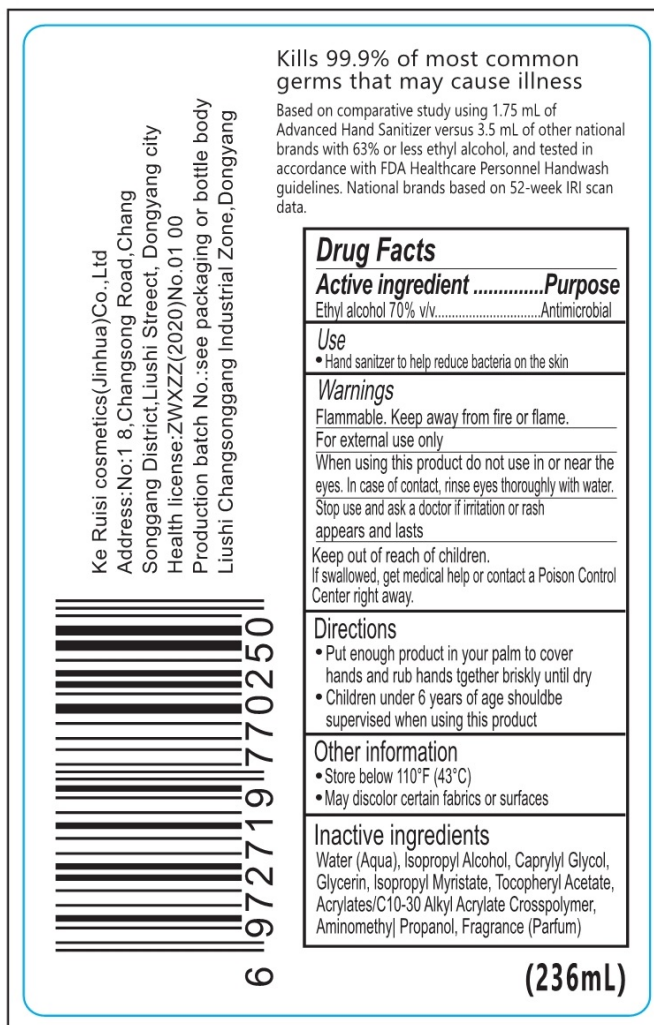 Kills 99.9% of most common
germs that may cause illness
Based on comparative study using 1.75 mL of
Advanced Hand Sanitizer versus 3.5 mL of other national
brands with 63% or less ethyl alcohol, and tested in
accordance with FDA Healthcare Personnel Handwash
guidelines. National brands based on 52-week IRI scan
data.
Drug Facts
Active ingredient ..............Purpose
Ethyl alcohol 70% v/v...............................Antimicrobial
Use
• Hand sanitzer to help reduce bacteria on the skin
Warnings
Flammable. Keep away from fire or flame.
For external use only
When using this product do not use in or near the
eyes. In case of contact, rinse eyes thoroughly with water.
Stop use and ask a doctor if irritation or rash
appears and lasts
Keep out of reach of children.
If swallowed, get medical help or contact a Poison Control
Center right away.
Directions
• Put enough product in your palm to cover
hands and rub hands tgether briskly until dry
• Children under 6 years of age shouldbe
supervised when using this product
Other information
• Store below 110°F (43°C)
• May discolor certain fabrics or surfaces
Inactive ingredients
Water (Aqua), Isopropyl Alcohol, Caprylyl Glycol,
Glycerin, Isopropyl Myristate, Tocopheryl Acetate,
Acrylates/C10-30 Alkyl Acrylate Crosspolymer,
Aminomethy| Propanol, Fragrance (Parfum)
(236mL)
Ke Ruisi cosmetics(Jinhua)Co.,Ltd
Address:No:1 8,Changsong Road,Chang
Songgang District,Liushi Streect, Dongyang city
Health license:ZWXZZ(2020)No.01 00
Production batch No.:see packaging or bottle body
Liushi Changsonggang Industrial Zone,Dongyang
6 972719 770250